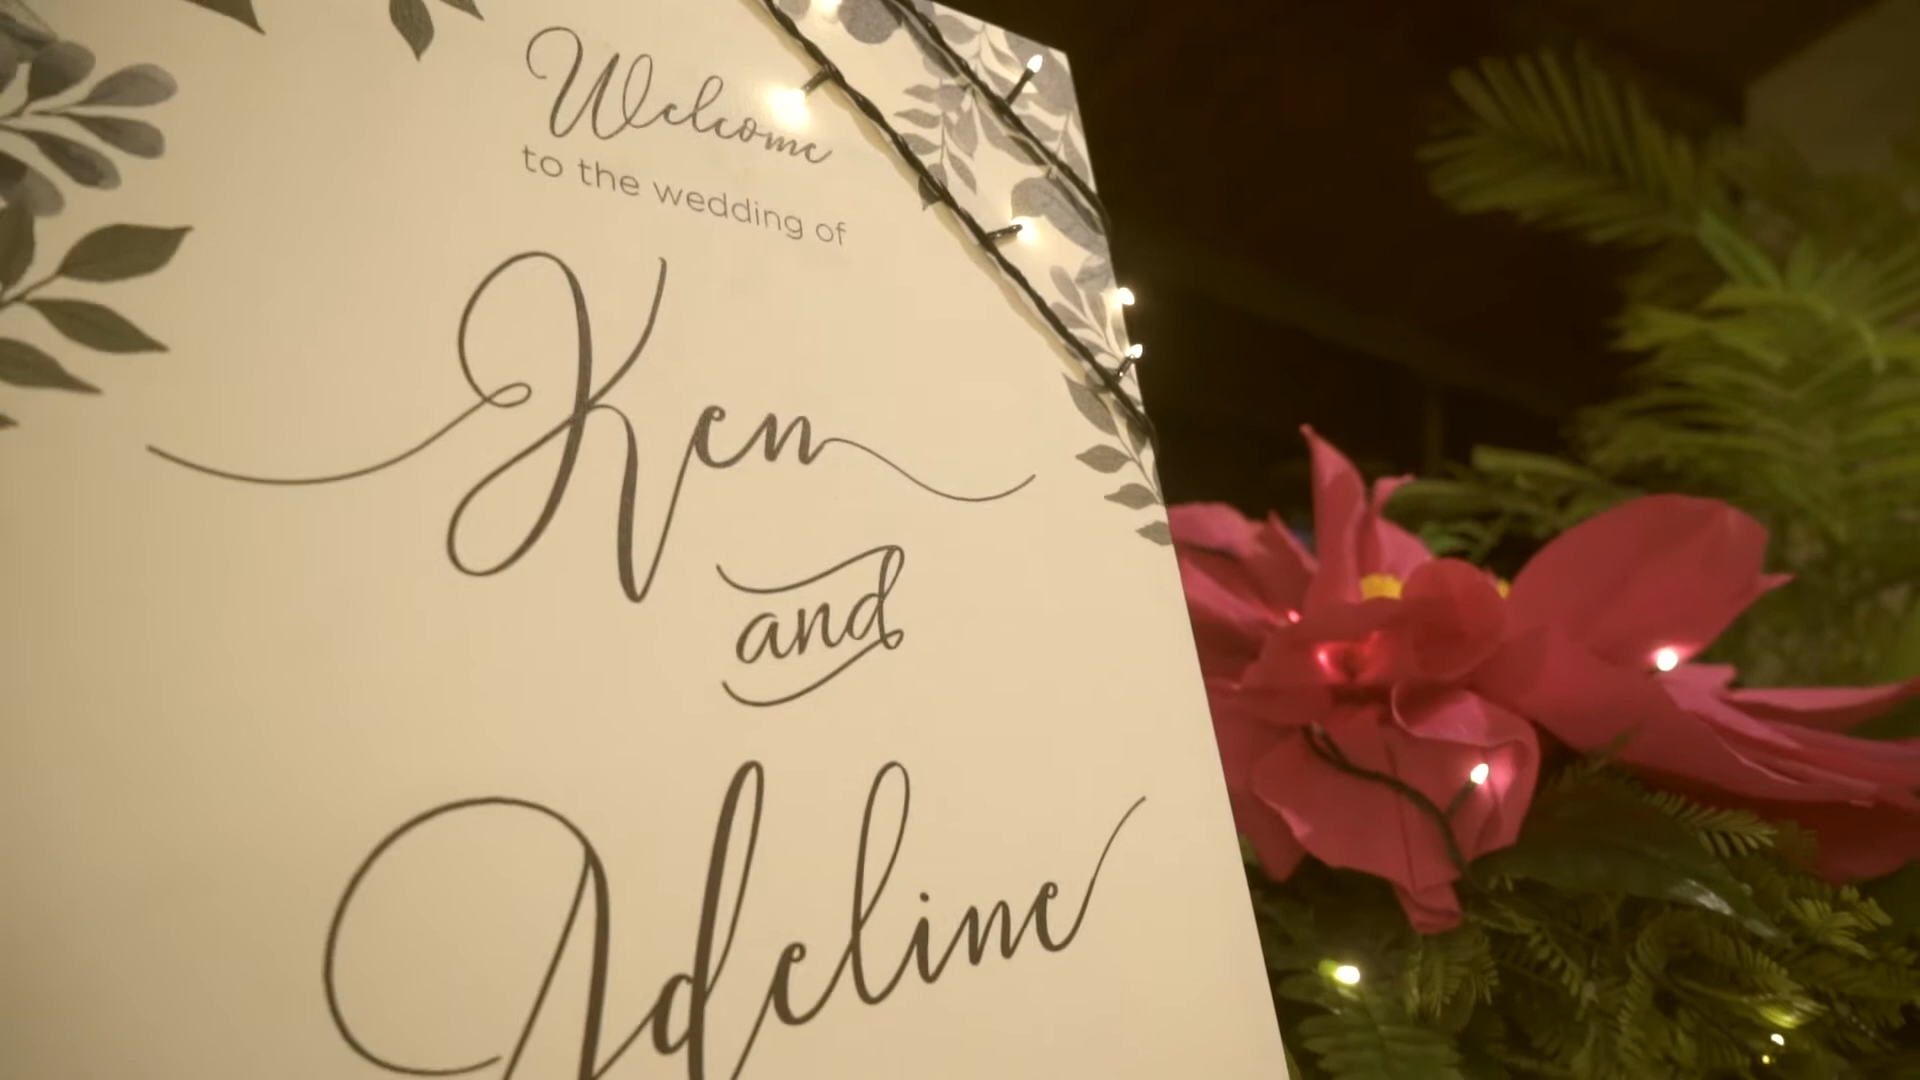 Welcome
to the wedding of
Ken
and
Adeline